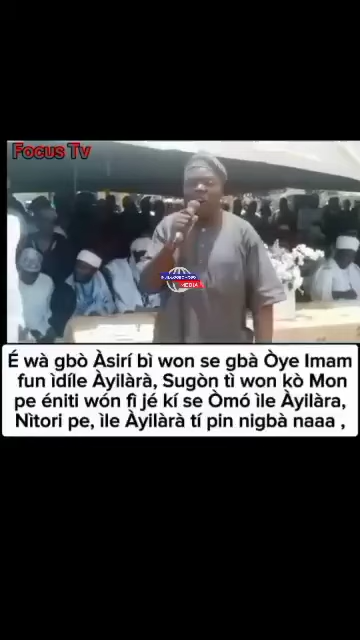 Focus Tv
MEDIA
É wà gbò Àsirí bì won se gbà Òye Imam
fun ìdíle Àyilàrà, Sugòn tì won kò Mon
pe éniti wón fì jé kí se Òmó ìle Àyilàra,
Nìtori pe, ìle Àyilàrà tí pin nigbà naaa ,